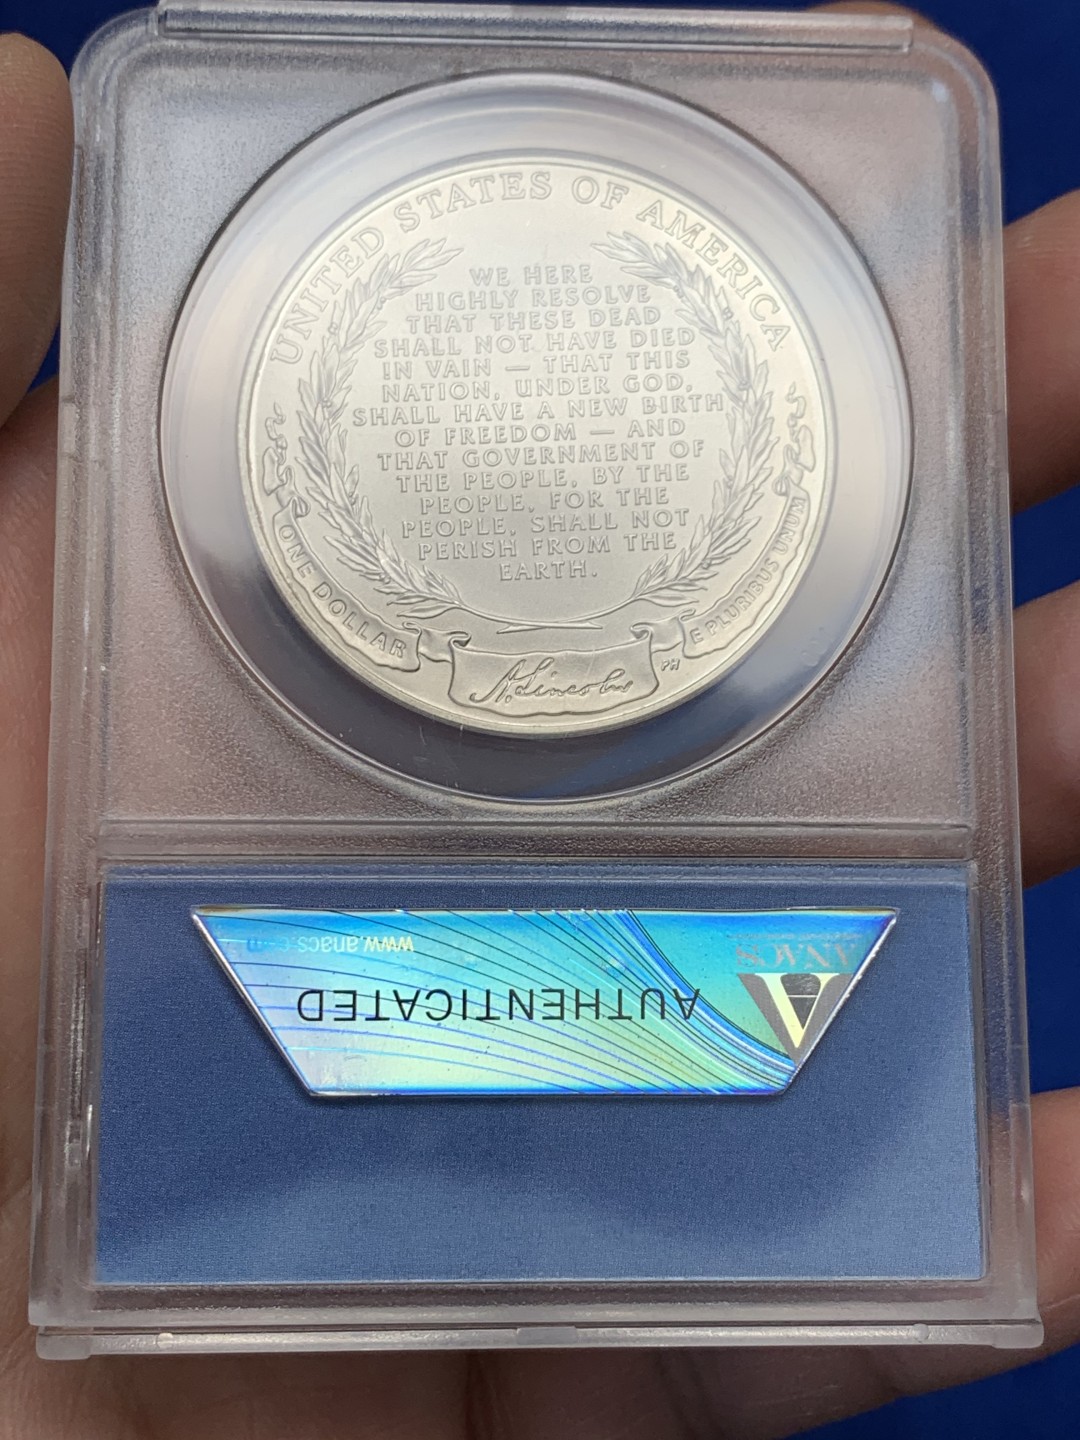 UNITED STATES OF AMERICA
WE HERE
HIGHLY RESOLVE
THAT THESE DEAD
SHALL NOT HAVE DIED
IN VAIN — THAT THIS
NATION, UNDER GOD,
SHALL HAVE A NEW BIRTH
OF FREEDOM — AND
THAT GOVERNMENT OF
THE PEOPLE, BY THE
PEOPLE, FOR THE
PEOPLE, SHALL NOT
PERISH FROM THE
EARTH.
ONE DOLLAR
A. Lincoln
PH
E PLURIBUS UNUM
ANACS
www.anacs.com
AUTHENTICATED